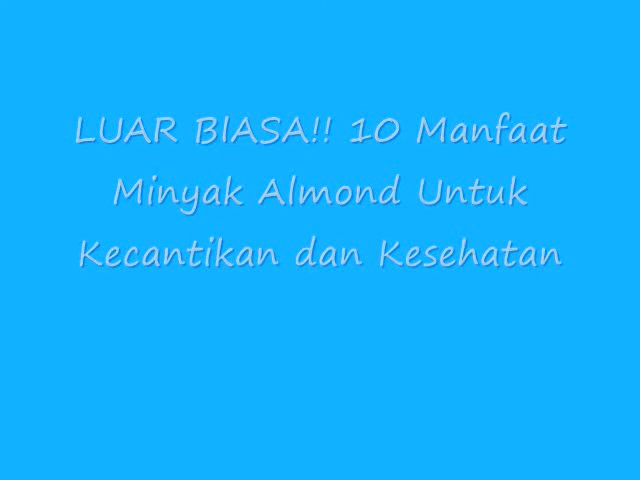 LUAR BIASA!! 10 Manfaat
Minyak Almond Untuk
Kecantikan dan Kesehatan